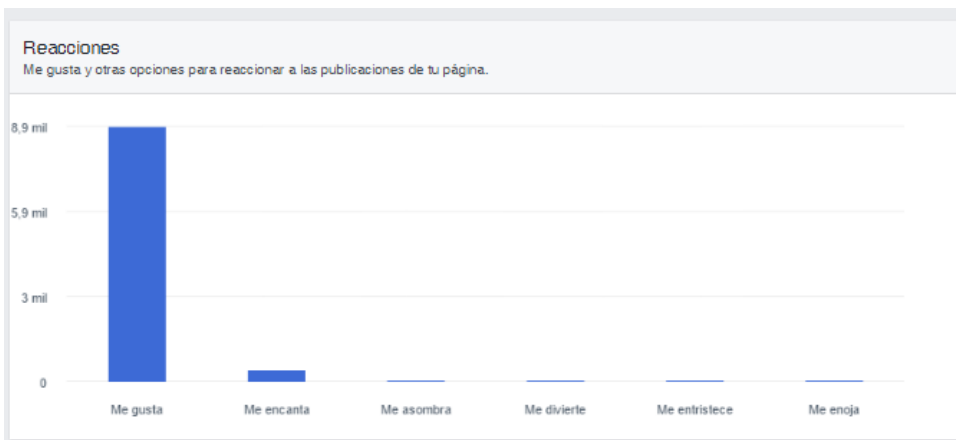 Reacciones
Me gusta y otras opciones para reaccionar a las publicaciones de tu página.
8,9 mil
5,9 mil
3 mil
0
Me gusta Me encanta Me asombra Me divierte Me entristece Me enoja